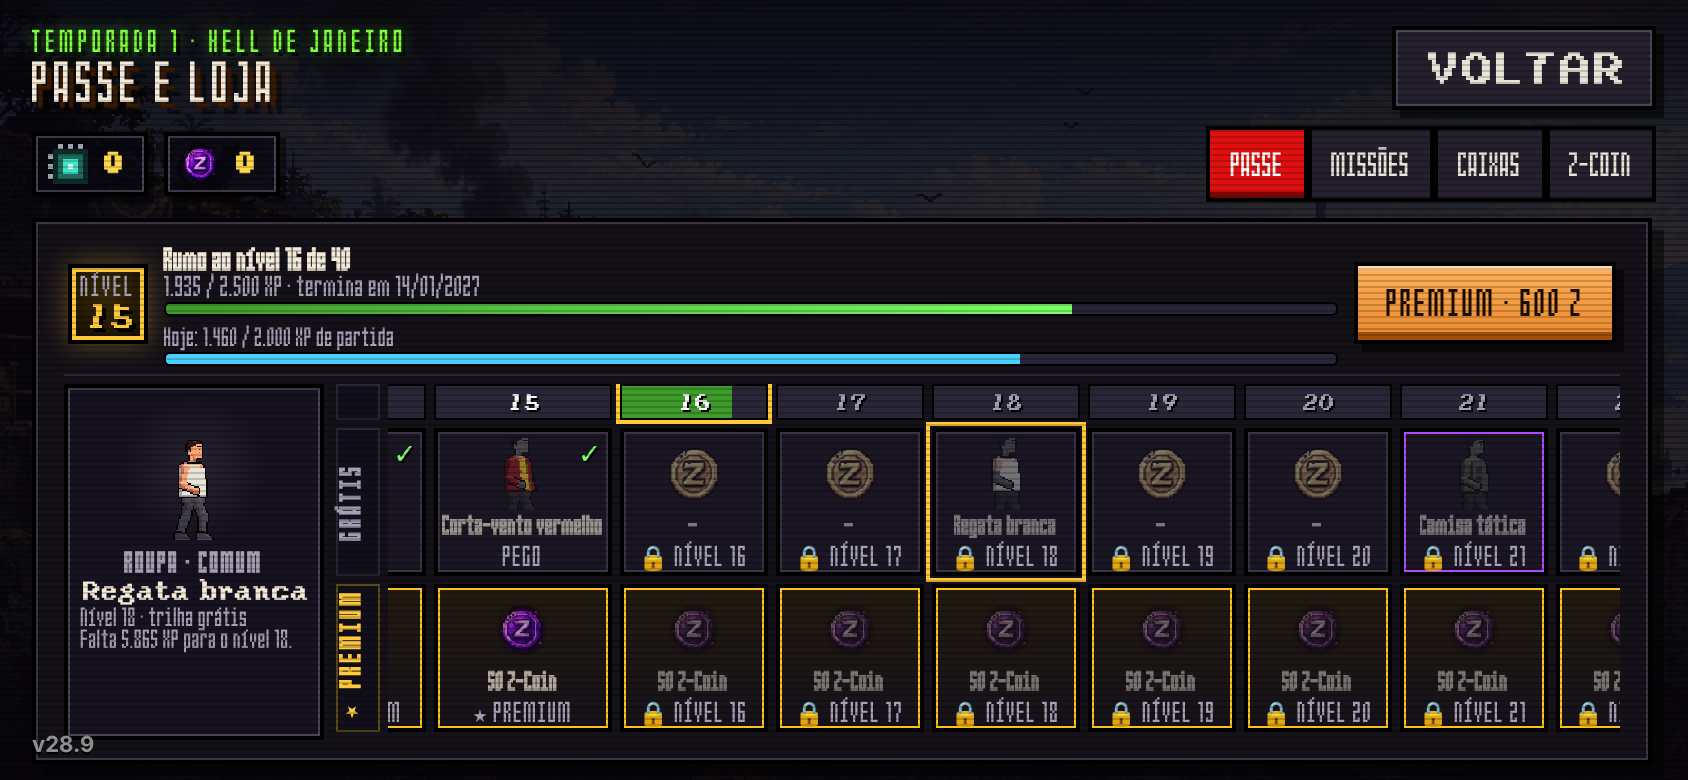 TEMPORADA 1 · HELL DE JANEIRO
PASSE E LOJA
VOLTAR
0
Z
0
PASSE
MISSÕES
CAIXAS
Z-COIN
NÍVEL
15
Rumo ao nível 16 de 40
1.935 / 2.500 XP · termina em 14/01/2027
Hoje: 1.460 / 2.000 XP de partida
PREMIUM · 600 Z
15
16
17
18
19
20
21
GRÁTIS
✓
✓
Corta-vento vermelho
PEGO
Z
-
NÍVEL 16
Z
-
NÍVEL 17
Regata branca
NÍVEL 18
Z
-
NÍVEL 19
Z
-
NÍVEL 20
Camisa tática
NÍVEL 21
ROUPA · COMUM
Regata branca
Nível 18 · trilha grátis
Falta 5.865 XP para o nível 18.
★ PREMIUM
M
Z
50 Z-Coin
★ PREMIUM
Z
50 Z-Coin
NÍVEL 16
Z
50 Z-Coin
NÍVEL 17
Z
50 Z-Coin
NÍVEL 18
Z
50 Z-Coin
NÍVEL 19
Z
50 Z-Coin
NÍVEL 20
Z
50 Z-Coin
NÍVEL 21
v28.9